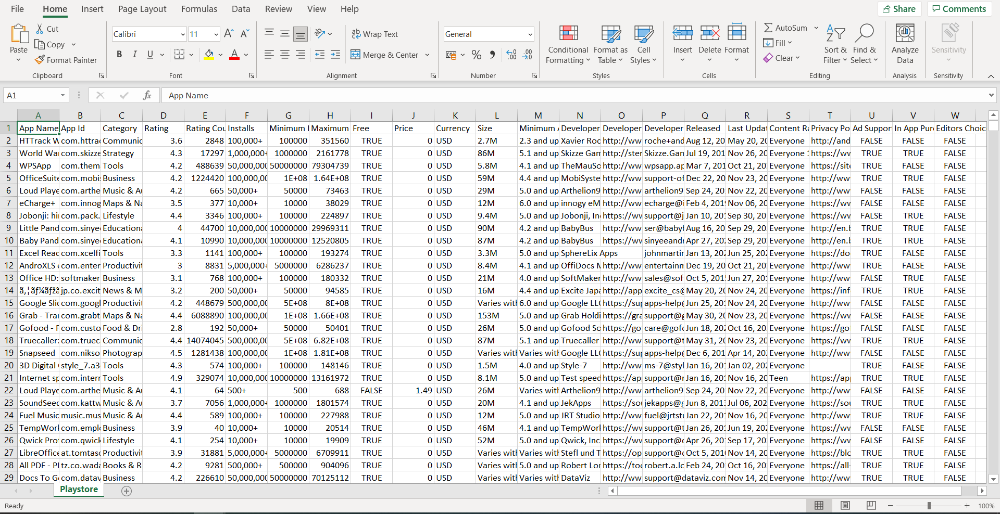 File Home Insert Page Layout Formulas Data Review View Help Share Comments
Paste Cut Copy Format Painter Clipboard
Calibri 11 B I U Font
Wrap Text Merge & Center Alignment
General % Number
Conditional Formatting Format as Table Cell Styles Styles
Insert Delete Format Cells
AutoSum Fill Clear Sort & Filter Find & Select Editing
Analyze Data Analysis
Sensitivity Sensitivity
A1 fx App Name
A B C D E F G H I J K L M N O P Q R S T U V W
1 App Name App Id Category Rating Rating Cou Installs Minimum I Maximum Free Price Currency Size Minimum A Developer Developer Developer Released Last Updat Content Ra Privacy Po Ad Support In App Pur Editors Choic
2 HTTrack W com.httrac Communic 3.6 2848 100,000+ 100000 351560 TRUE 0 USD 2.7M 2.3 and up Xavier Roc http://ww roche+and Aug 12, 20 May 20, 20 Everyone http://and FALSE FALSE FALSE
3 World War com.skizze Strategy 4.3 17297 1,000,000+ 1000000 2161778 TRUE 0 USD 86M 5.1 and up Skizze Gam http://ster Skizze.Gan Jul 19, 201 Nov 26, 20 Everyone 1 https://ww TRUE TRUE FALSE
4 WPSApp com.them Tools 4.2 488639 50,000,000 50000000 79304739 TRUE 0 USD 5.8M 4.1 and up TheMauSo http://ww wpsapp.ap Mar 7, 201 Oct 21, 20 Everyone https://site TRUE FALSE FALSE
5 OfficeSuite com.mobi Business 4.2 1224420 100,000,00 1E+08 1.64E+08 TRUE 0 USD 59M 4.4 and up MobiSyste http://ww support-of Dec 22, 20 Nov 23, 20 Everyone http://ww TRUE TRUE FALSE
6 Loud Playe com.arthe Music & Au 4.2 665 50,000+ 50000 73463 TRUE 0 USD 29M 5.0 and up Arthelion9 http://ww arthelion9 Sep 24, 20 Nov 22, 20 Everyone http://ww FALSE FALSE FALSE
7 eCharge+ com.innog Maps & Na 3.5 377 10,000+ 10000 38029 TRUE 0 USD 12M 6.0 and up innogy eM http://ww echarge@i Feb 4, 2019 Nov 06, 20 Everyone https://ww FALSE FALSE FALSE
8 Jobonji: hi com.pack. Lifestyle 4.4 3346 100,000+ 100000 224897 TRUE 0 USD 9.4M 5.0 and up Jobonji, In https://ww support@j Jan 10, 201 Sep 30, 20 Everyone https://ww FALSE TRUE FALSE
9 Little Pand com.sinye Educationa 4 44700 10,000,000 10000000 29969311 TRUE 0 USD 90M 4.2 and up BabyBus http://ww ser@babyl Aug 16, 20 Sep 29, 20 Everyone http://en.b TRUE TRUE FALSE
10 Baby Pand com.sinye Educationa 4.1 10990 10,000,000 10000000 12520805 TRUE 0 USD 87M 4.2 and up BabyBus https://ww sinyeeand Apr 27, 20 Sep 29, 20 Everyone http://en.b TRUE TRUE FALSE
11 Excel Reac com.xcelfi Tools 3.3 1141 100,000+ 100000 193274 TRUE 0 USD 3.3M 5.0 and up SphereLix Apps johnmartin Jan 13, 202 Jun 25, 202 Everyone https://do TRUE FALSE FALSE
12 AndroXLS e com.enter Productivit 3 8831 5,000,000+ 5000000 6286237 TRUE 0 USD 8.4M 4.1 and up OffiDocs M http://ww entertainm Dec 19, 20 Oct 21, 20 Everyone http://ww TRUE FALSE FALSE
13 Office HD: softmaker Business 3.1 768 100,000+ 100000 180332 TRUE 0 USD 21M 4.0 and up SoftMaker http://ww sales@sof Oct 5, 2015 Jun 27, 201 Everyone http://ww FALSE TRUE FALSE
14 ã,¦ãƒ¼ãƒžã jp.co.excit News & M 3.2 200 50,000+ 50000 94585 TRUE 0 USD 16M 4.4 and up Excite Japa http://app excite_cs@ May 20, 20 Nov 24, 20 Everyone https://inf TRUE TRUE FALSE
15 Google Slic com.googl Productivit 4.2 448679 500,000,00 5E+08 8E+08 TRUE 0 USD Varies with 6.0 and up Google LLC https://sup apps-help@ Jun 25, 201 Nov 24, 20 Everyone http://ww FALSE FALSE FALSE
16 Grab - Tra com.grabt Maps & Na 4.4 6088890 100,000,00 1E+08 1.66E+08 TRUE 0 USD 153M 5.0 and up Grab Holdi https://gra support@g May 30, 20 Nov 23, 20 Everyone https://ww FALSE FALSE FALSE
17 Gofood - F com.custo Food & Dri 2.8 192 50,000+ 50000 50401 TRUE 0 USD 26M 5.0 and up Gofood So https://go care@gofo Jun 18, 202 Oct 16, 20 Everyone https://go FALSE FALSE FALSE
18 Truecaller: com.truec Communic 4.4 14074045 500,000,00 5E+08 6.82E+08 TRUE 0 USD 87M 5.1 and up Truecaller http://ww support@t May 31, 20 Nov 23, 20 Everyone https://ww TRUE TRUE FALSE
19 Snapseed com.nikso Photograp 4.5 1281438 100,000,00 1E+08 1.81E+08 TRUE 0 USD Varies with Varies with Google LLC https://sup apps-help@ Dec 6, 201 Apr 14, 202 Everyone http://ww FALSE FALSE FALSE
20 3D Digital style_7.a3 Tools 4.3 574 100,000+ 100000 148146 TRUE 0 USD 1.5M 4.0 and up Style-7 http://ww ms-7@styl Jan 16, 201 Jan 02, 202 Everyone TRUE FALSE FALSE
21 Internet sp com.intern Tools 4.9 329074 10,000,000 10000000 13161972 TRUE 0 USD 8.1M 5.0 and up Test speed https://ap support@ Jan 16, 201 Nov 16, 20 Teen https://ap TRUE TRUE FALSE
22 Loud Playe com.arthe Music & Au 4.1 64 500+ 500 688 FALSE 1.49 USD 26M Varies with Arthelion9 http://ww arthelion9 Sep 24, 20 Nov 22, 20 Everyone http://ww FALSE FALSE FALSE
23 SoundSeed com.kattw Music & Au 3.7 7056 1,000,000+ 1000000 1801574 TRUE 0 USD 20M 4.1 and up JekApps https://sou jekapps@g Jun 8, 2013 Jul 06, 202 Everyone https://sou TRUE TRUE FALSE
24 Fuel Music music.mus Music & Au 4.4 589 100,000+ 100000 227988 TRUE 0 USD 12M 5.0 and up JRT Studio http://ww fuel@jrtstu Jan 22, 201 Nov 16, 20 Everyone http://ww TRUE TRUE FALSE
25 TempWorl com.empl Business 3.9 40 10,000+ 10000 20514 TRUE 0 USD 46M 4.1 and up TempWorl http://ww support@t Jan 26, 201 Jun 19, 202 Everyone https://ww FALSE FALSE FALSE
26 Qwick Pro com.qwick Lifestyle 4.1 254 10,000+ 10000 19909 TRUE 0 USD 52M 5.0 and up Qwick, Inc https://ww support@ Apr 26, 201 Sep 17, 20 Everyone https://ww FALSE FALSE FALSE
27 LibreOffice at.tomtaso Productivit 3.9 31881 5,000,000+ 5000000 6709911 TRUE 0 USD Varies with Varies with Stefl und T https://op support@ Oct 5, 2010 Nov 14, 20 Everyone https://blo TRUE TRUE FALSE
28 All PDF - PI tz.co.wada Books & R 4.2 9281 500,000+ 500000 904096 TRUE 0 USD Varies with 5.0 and up Robert Lon https://too robert.a.lo Feb 24, 20 Oct 16, 20 Everyone https://all- TRUE TRUE FALSE
29 Docs To Go com.datav Business 4.2 226610 50,000,000 50000000 70125112 TRUE 0 USD Varies with Varies with DataViz http://ww support@dataviz.com Nov 14, 20 Everyone http://ww TRUE TRUE FALSE
Playstore
Ready 100%